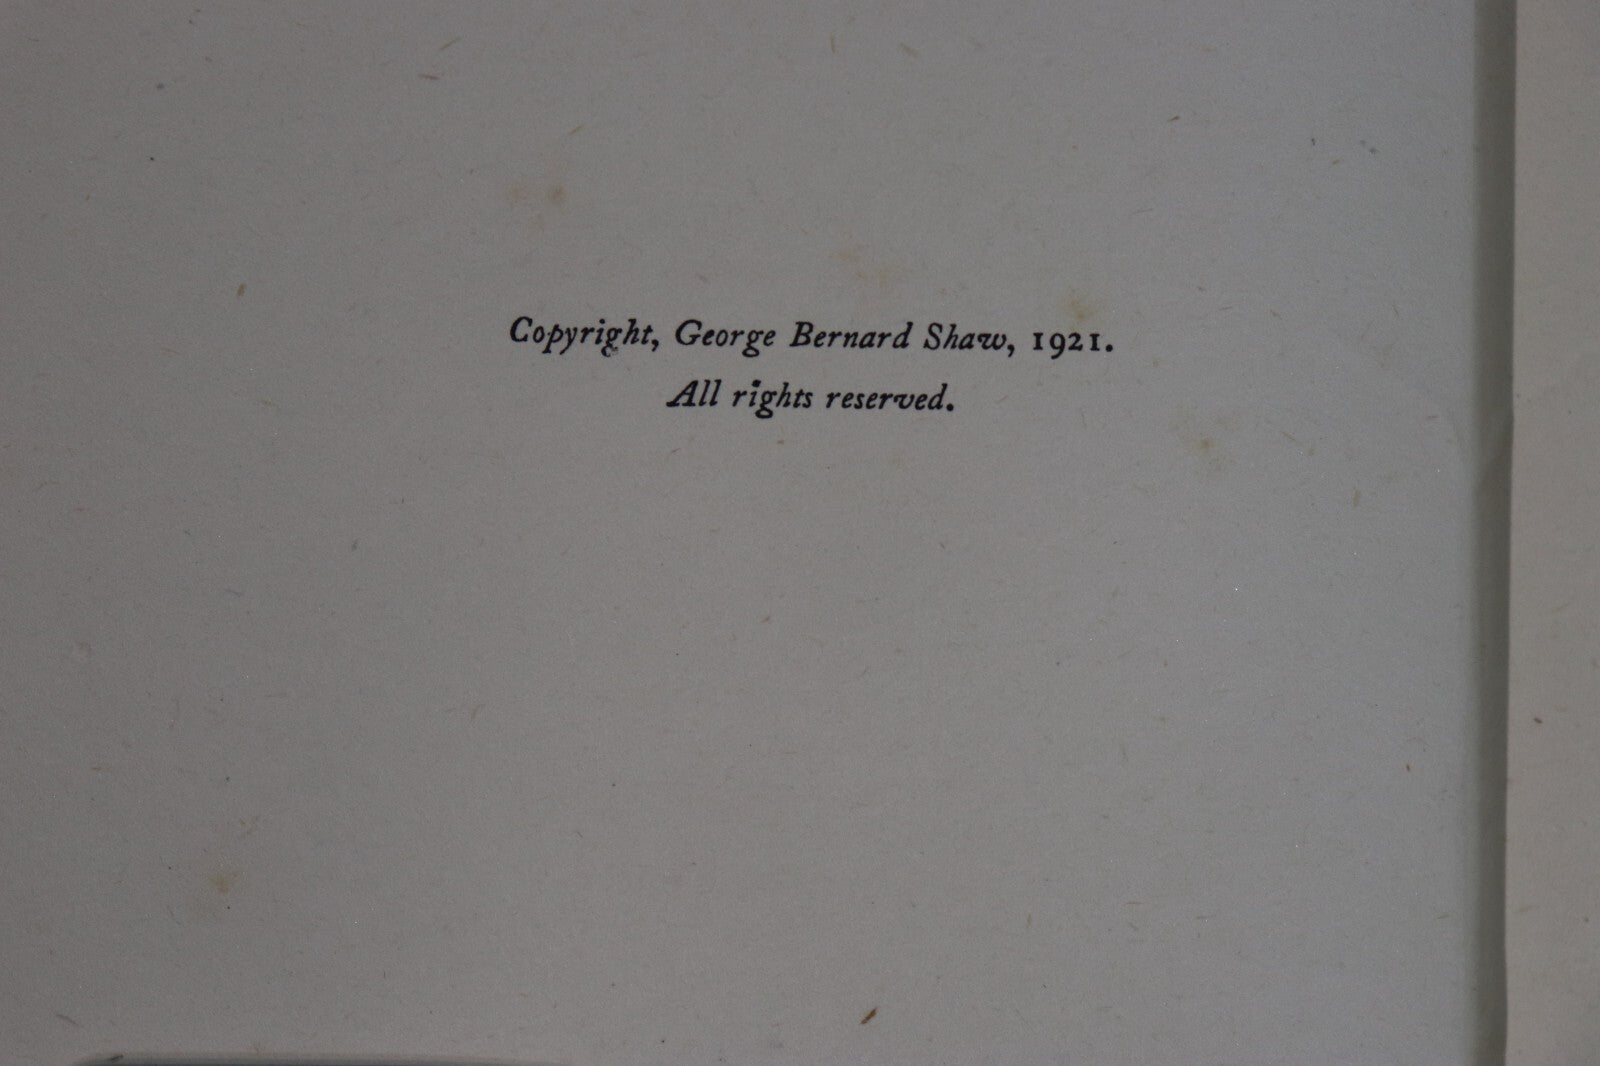 Copyright, George Bernard Shaw, 1921.
All rights reserved.